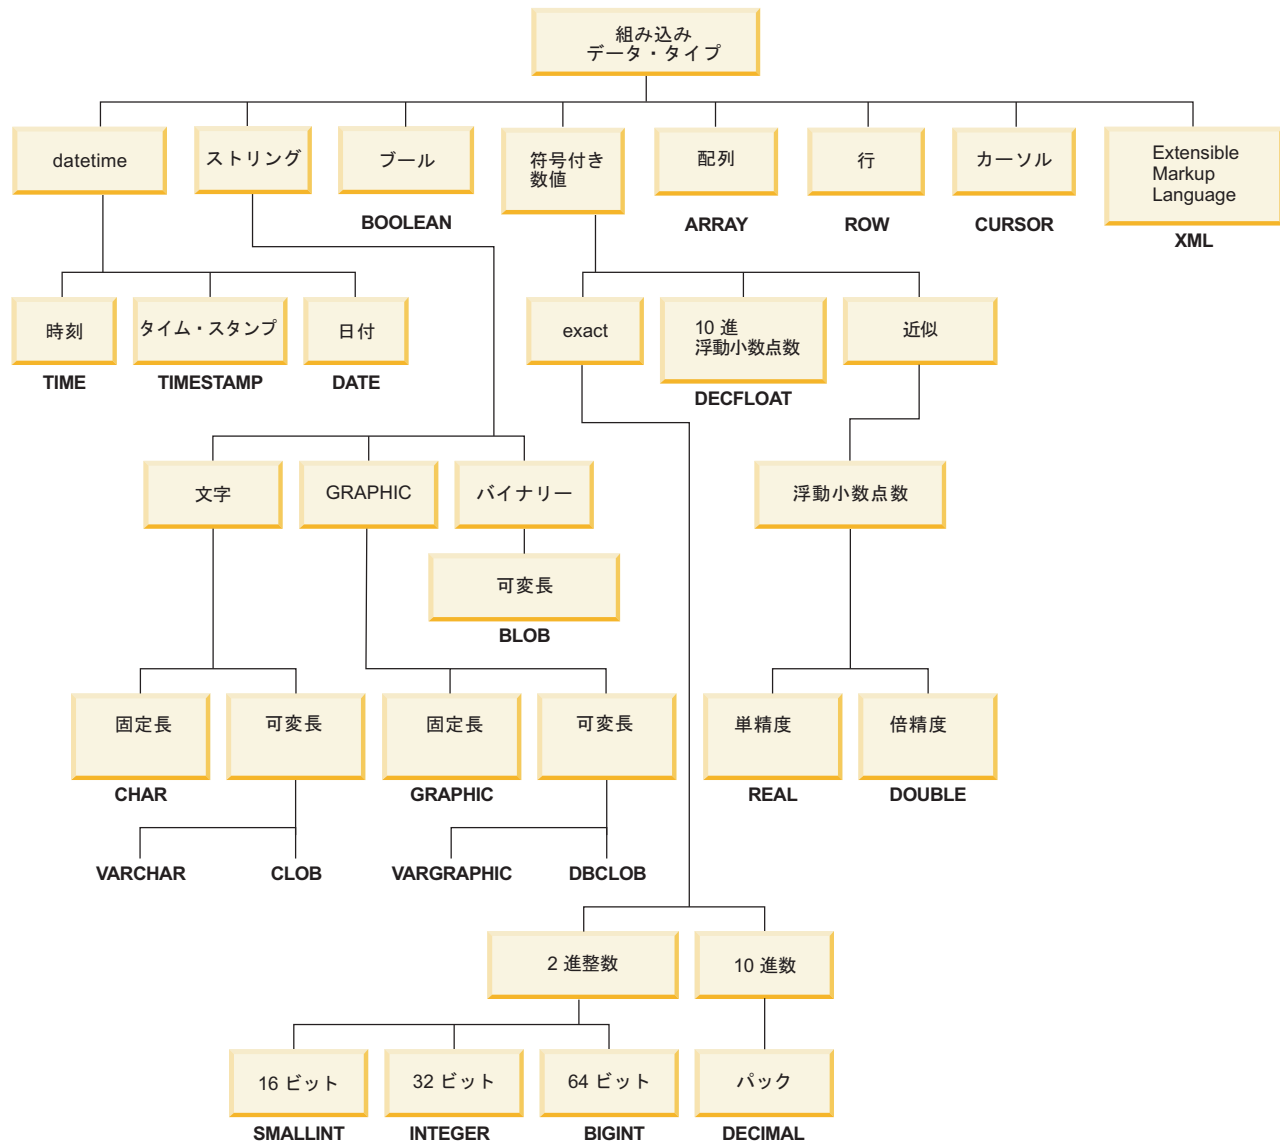 組み込み
データ・タイプ
datetime
ストリング
ブール
符号付き
数値
配列
行
カーソル
Extensible
Markup
Language
BOOLEAN
ARRAY
ROW
CURSOR
XML
時刻
タイム・スタンプ
日付
exact
10 進
浮動小数点数
近似
TIME
TIMESTAMP
DATE
DECFLOAT
文字
GRAPHIC
バイナリー
浮動小数点数
可変長
BLOB
固定長
可変長
固定長
可変長
単精度
倍精度
CHAR
GRAPHIC
REAL
DOUBLE
VARCHAR
CLOB
VARGRAPHIC
DBCLOB
2 進整数
10 進数
16 ビット
32 ビット
64 ビット
パック
SMALLINT
INTEGER
BIGINT
DECIMAL